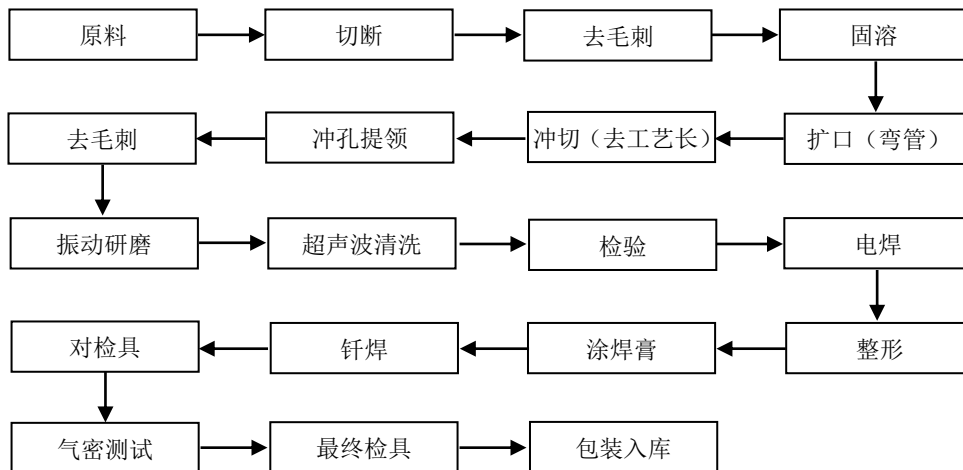 原料
切断
去毛刺
固溶
去毛刺
冲孔提领
冲切（去工艺长）
扩口（弯管）
振动研磨
超声波清洗
检验
电焊
对检具
钎焊
涂焊膏
整形
气密测试
最终检具
包装入库